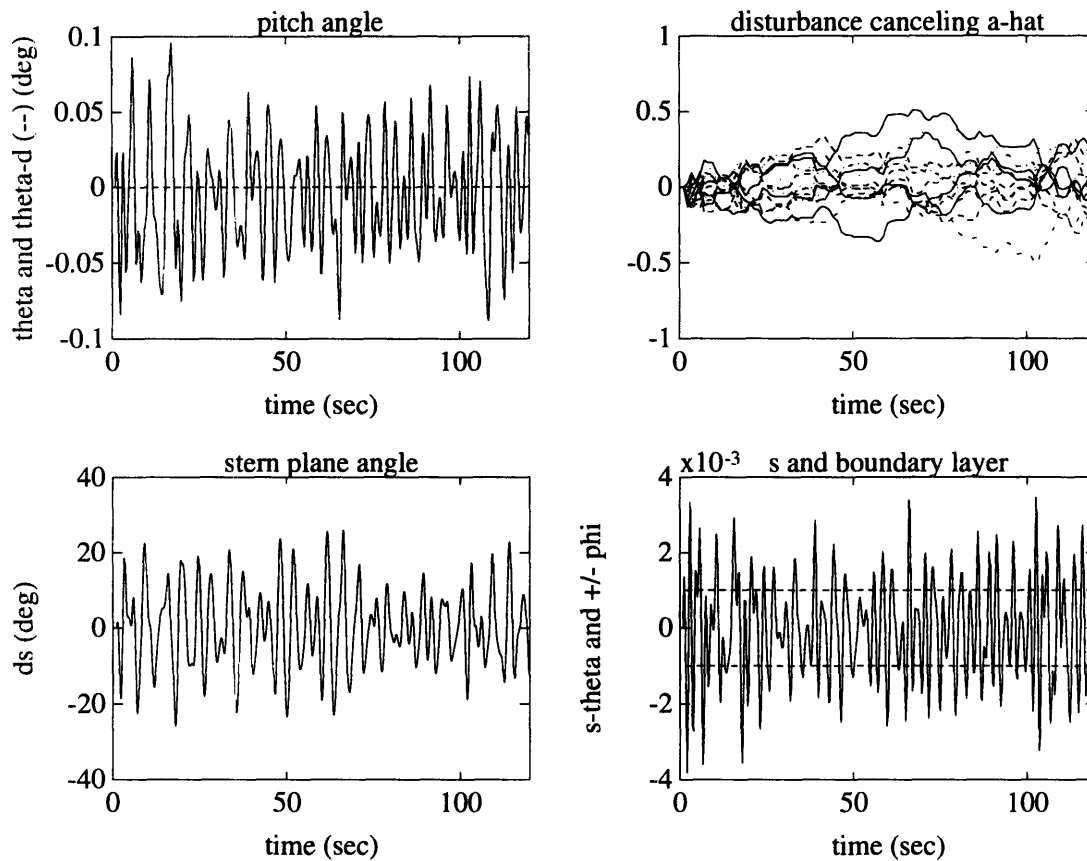 pitch angle
theta and theta-d (--) (deg)
0.1
0.05
0
-0.05
-0.1
0
50
100
time (sec)
disturbance canceling a-hat
1
0.5
0
-0.5
-1
0
50
100
time (sec)
stern plane angle
ds (deg)
40
20
0
-20
-40
0
50
100
time (sec)
x10-3
s and boundary layer
s-theta and +/- phi
4
2
0
-2
-4
0
50
100
time (sec)